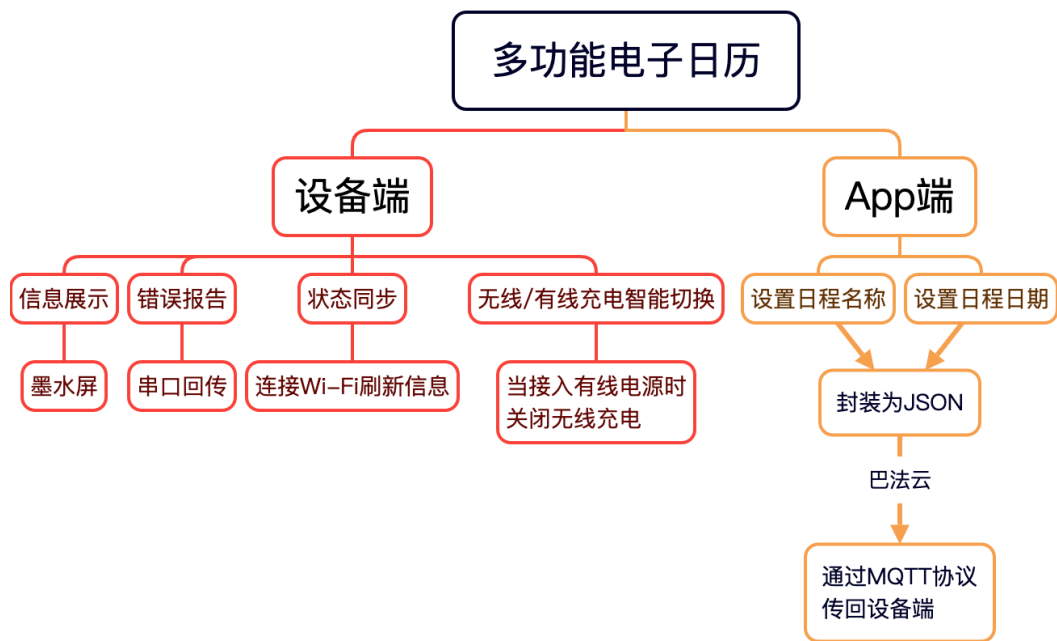 多功能电子日历
设备端
App端
信息展示
错误报告
状态同步
无线/有线充电智能切换
设置日程名称
设置日程日期
墨水屏
串口回传
连接Wi-Fi刷新信息
当接入有线电源时
关闭无线充电
封装为JSON
巴法云
通过MQTT协议
传回设备端